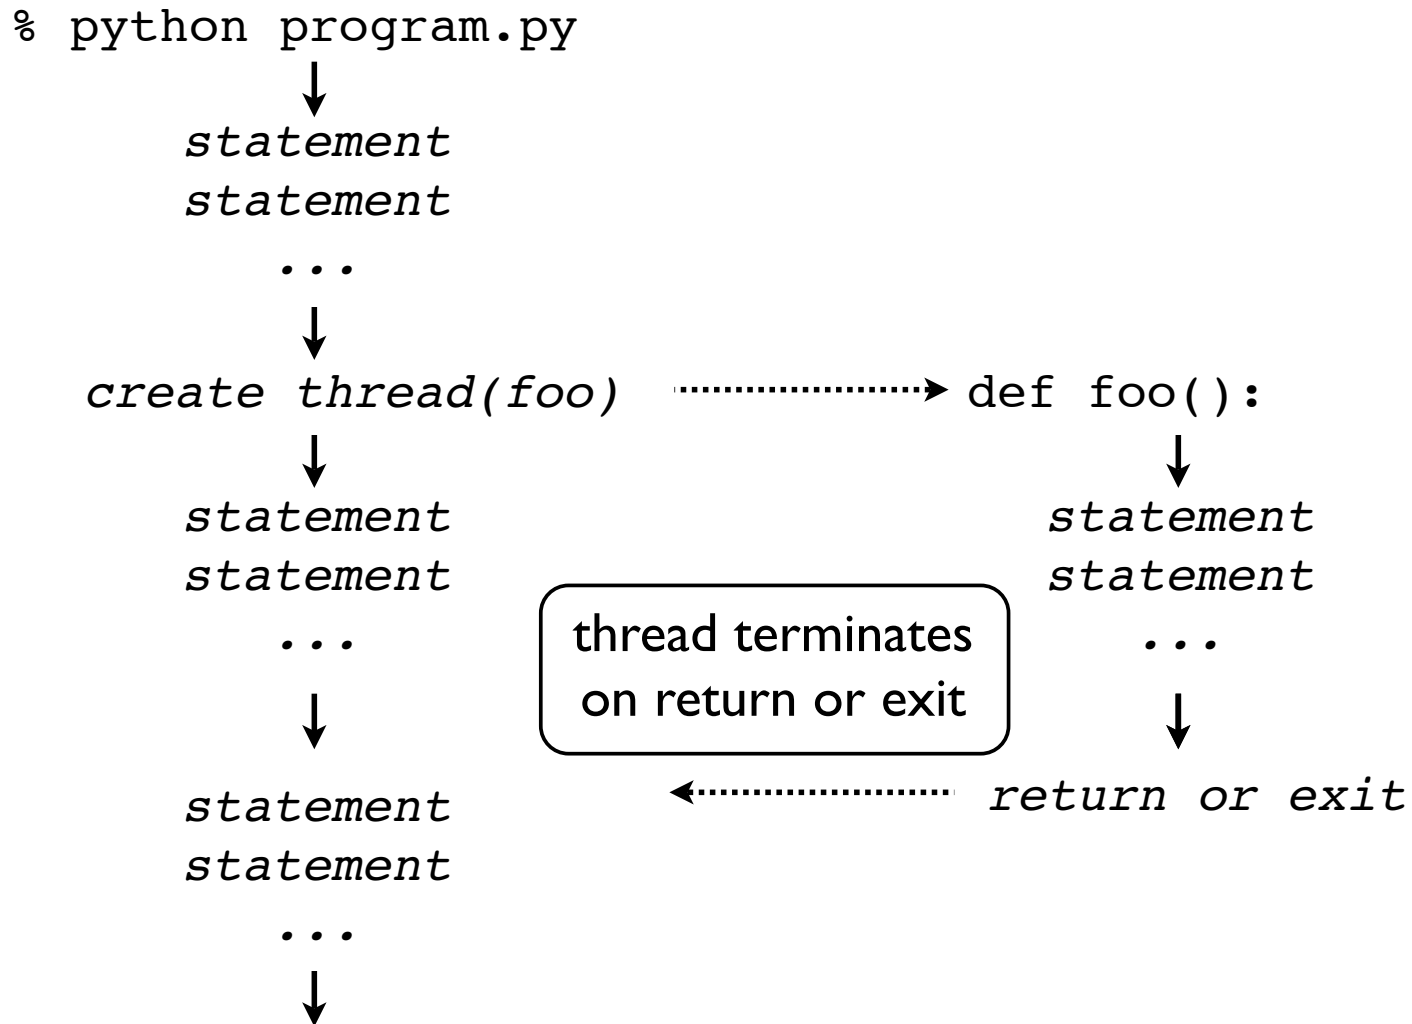 % python program.py
statement
statement
...
create thread(foo)
def foo():
statement
statement
...
statement
statement
...
thread terminates
on return or exit
return or exit
statement
statement
...